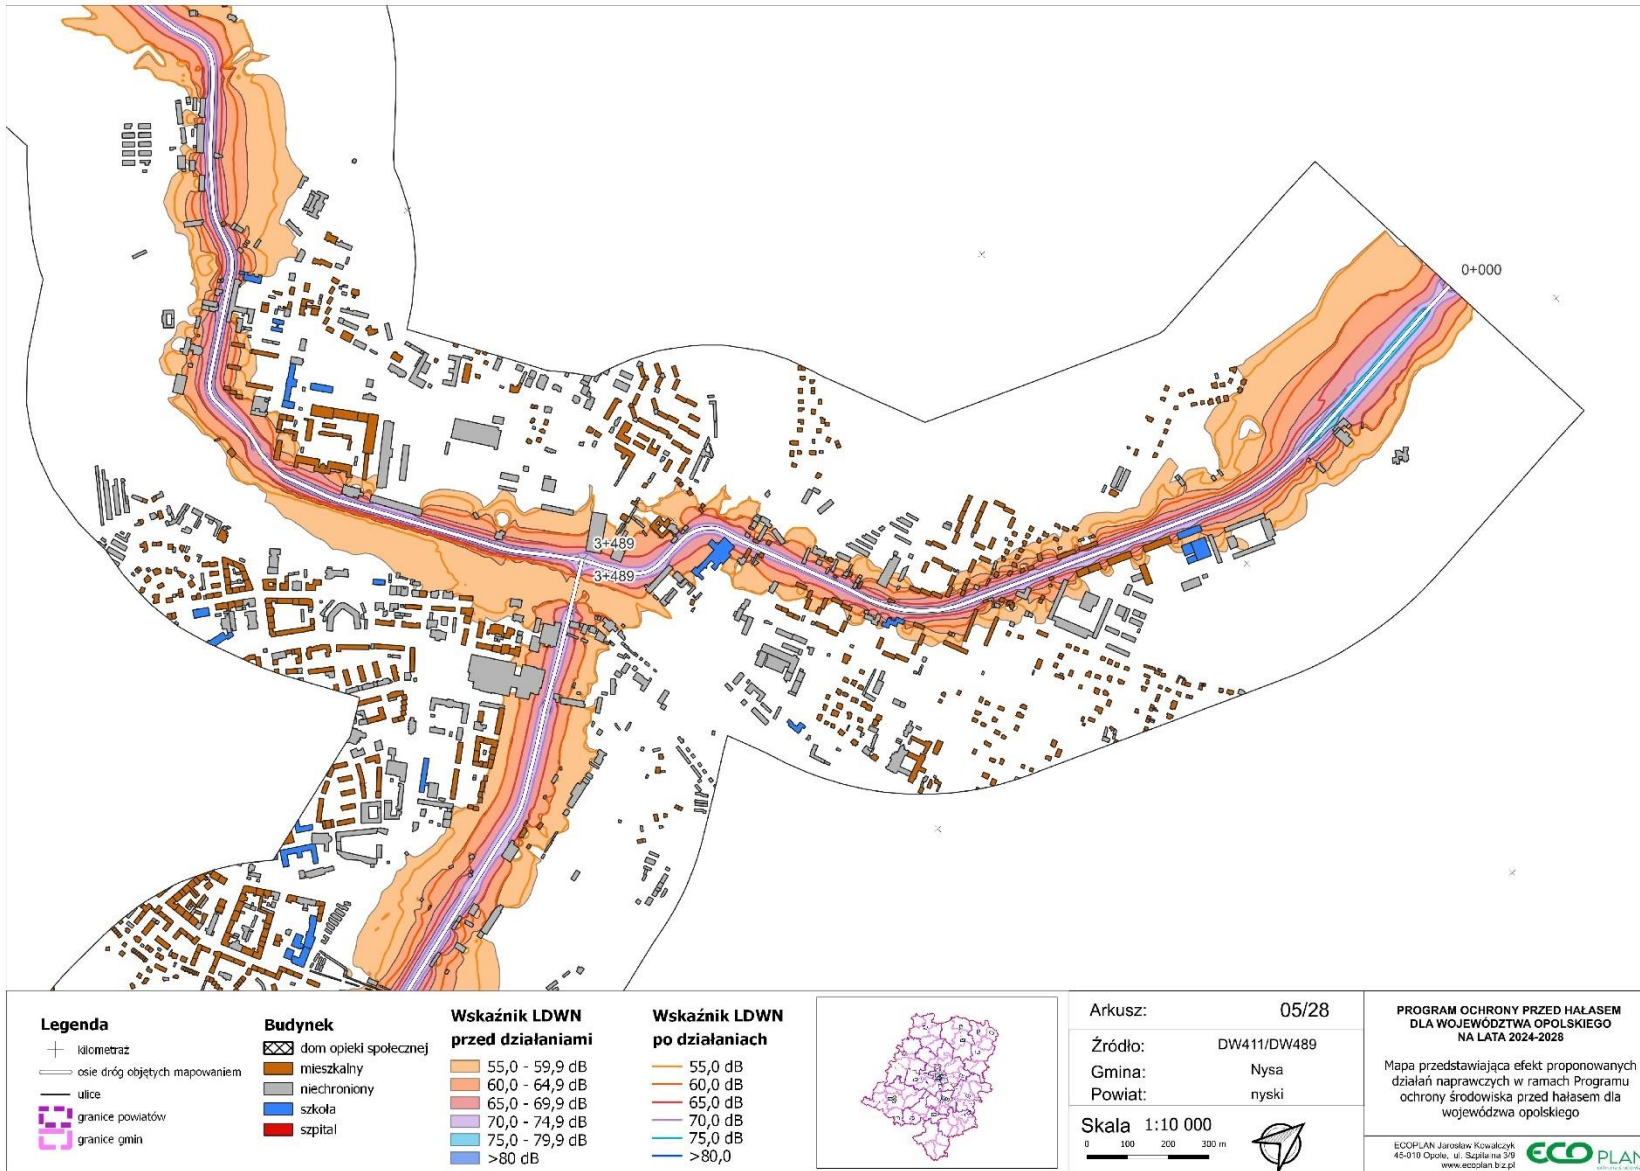 0+000
3+489
3+489
Legenda
kilometraż
osie dróg objętych mapowaniem
ulice
granice powiatów
granice gmin
Budynek
dom opieki społecznej
mieszkalny
niechroniony
szkoła
szpital
Wskaźnik LDWN
przed działaniami
55,0 - 59,9 dB
60,0 - 64,9 dB
65,0 - 69,9 dB
70,0 - 74,9 dB
75,0 - 79,9 dB
>80 dB
Wskaźnik LDWN
po działaniach
55,0 dB
60,0 dB
65,0 dB
70,0 dB
75,0 dB
>80,0
Arkusz: 05/28
Źródło: DW411/DW489
Gmina: Nysa
Powiat: nyski
Skala 1:10 000
0 100 200 300 m
PROGRAM OCHRONY PRZED HAŁASEM
DLA WOJEWÓDZTWA OPOLSKIEGO
NA LATA 2024-2028
Mapa przedstawiająca efekt proponowanych
działań naprawczych w ramach Programu
ochrony środowiska przed hałasem dla
województwa opolskiego
ECOPLAN Jarosław Kowalczyk
45-010 Opole, ul. Szpitalna 3/9
www.ecoplan.biz.pl
ECO PLAN